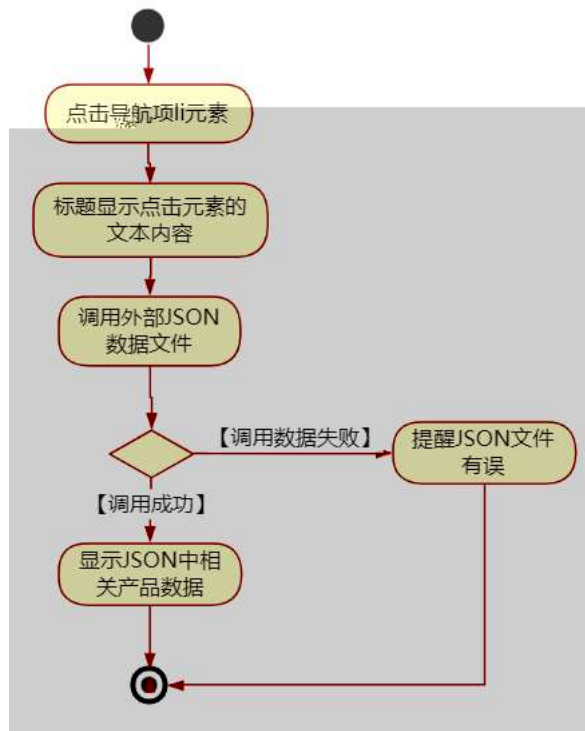 点击导航项li元素
标题显示点击元素的
文本内容
调用外部JSON
数据文件
【调用数据失败】
提醒JSON文件
有误
【调用成功】
显示JSON中相
关产品数据